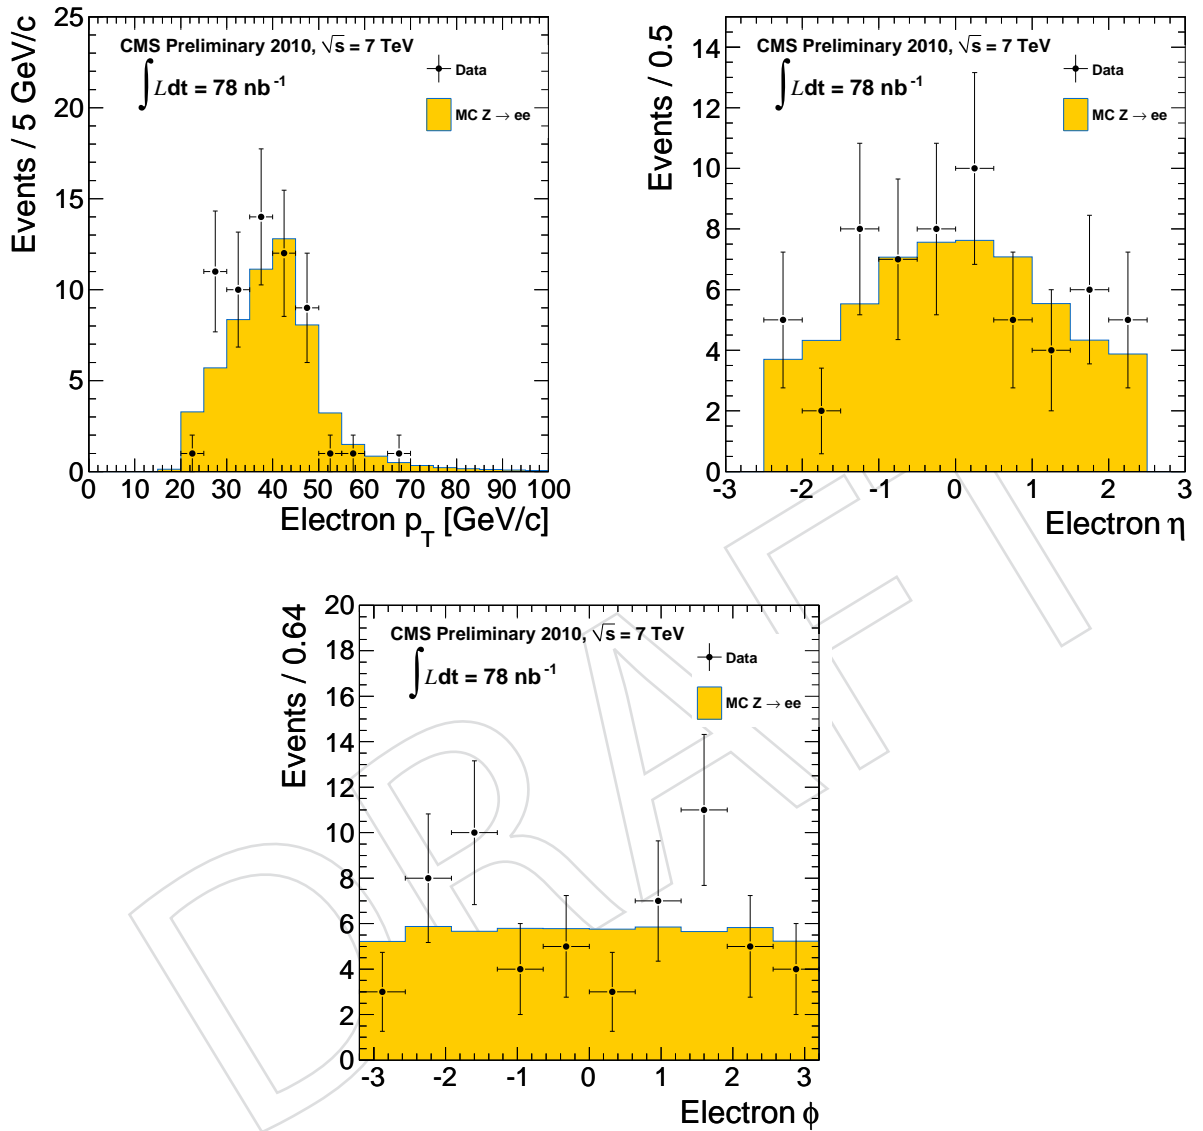 CMS Preliminary 2010, √s = 7 TeV
∫ Ldt = 78 nb⁻¹
Data
MC Z → ee
Events / 5 GeV/c
25
20
15
10
5
0
0 10 20 30 40 50 60 70 80 90 100
Electron p_T [GeV/c]
CMS Preliminary 2010, √s = 7 TeV
∫ Ldt = 78 nb⁻¹
Data
MC Z → ee
Events / 0.5
14
12
10
8
6
4
2
0
-3 -2 -1 0 1 2 3
Electron η
CMS Preliminary 2010, √s = 7 TeV
∫ Ldt = 78 nb⁻¹
Data
MC Z → ee
Events / 0.64
20
18
16
14
12
10
8
6
4
2
0
-3 -2 -1 0 1 2 3
Electron ϕ
DRAFT